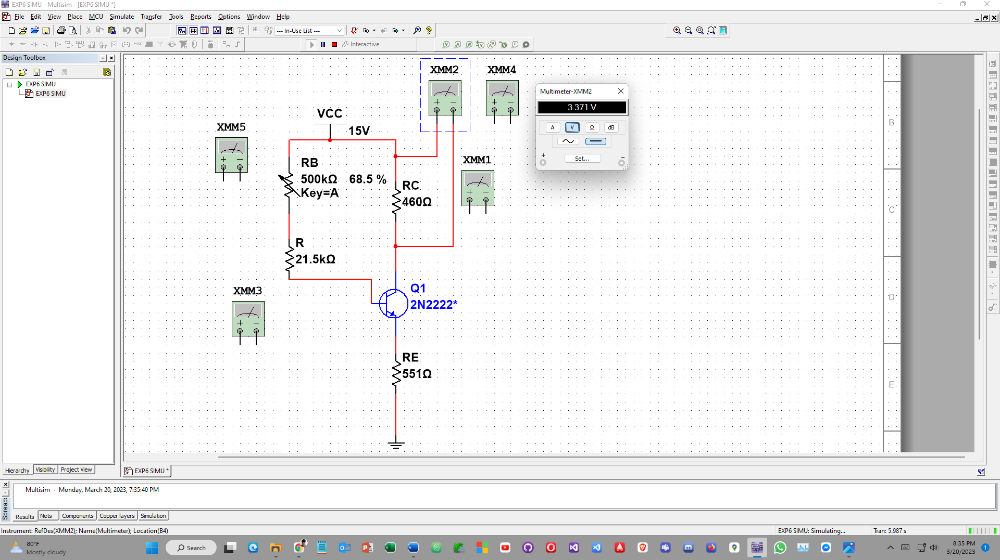 EXP6 SIMU - Multisim - [EXP6 SIMU *]
File Edit View Place MCU Simulate Transfer Tools Reports Options Window Help
--- In-Use List ---
Interactive
Design Toolbox
EXP6 SIMU
EXP6 SIMU
XMM2
XMM4
Multimeter-XMM2
3.371 V
A V Ω dB
+ Set... −
VCC
15V
XMM5
XMM1
RB
500kΩ 68.5 %
Key=A
RC
460Ω
R
21.5kΩ
Q1
2N2222*
XMM3
RE
551Ω
B
C
D
E
Hierarchy Visibility Project View
EXP6 SIMU *
Multisim - Monday, March 20, 2023, 7:35:40 PM
Spread:
Results Nets Components Copper layers Simulation
Instrument: RefDes(XMM2); Name(Multimeter); Location(B4)
EXP6 SIMU: Simulating... Tran: 5.987 s
80°F
Mostly cloudy
Search
8:35 PM
3/20/2023
1